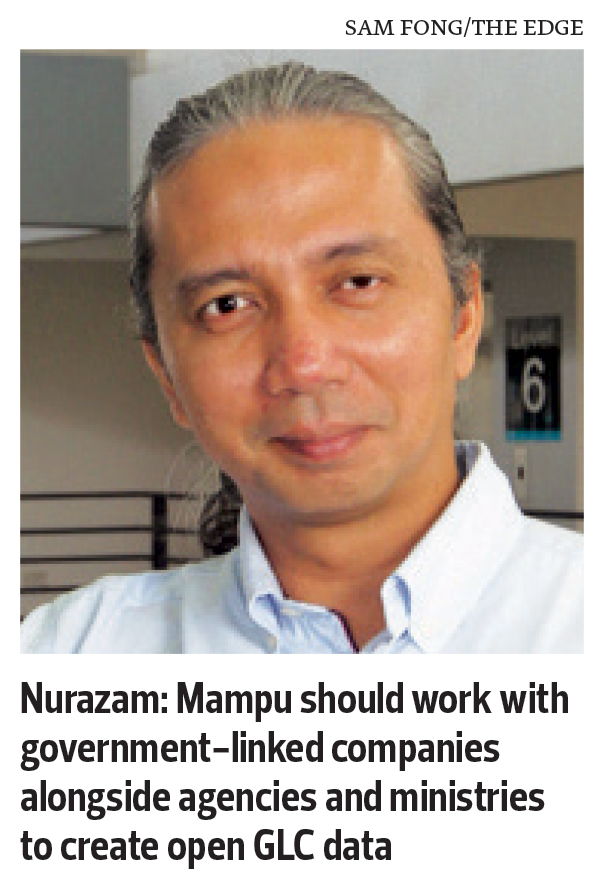 SAM FONG/THE EDGE
Level
6
Nurazam: Mampu should work with
government-linked companies
alongside agencies and ministries
to create open GLC data